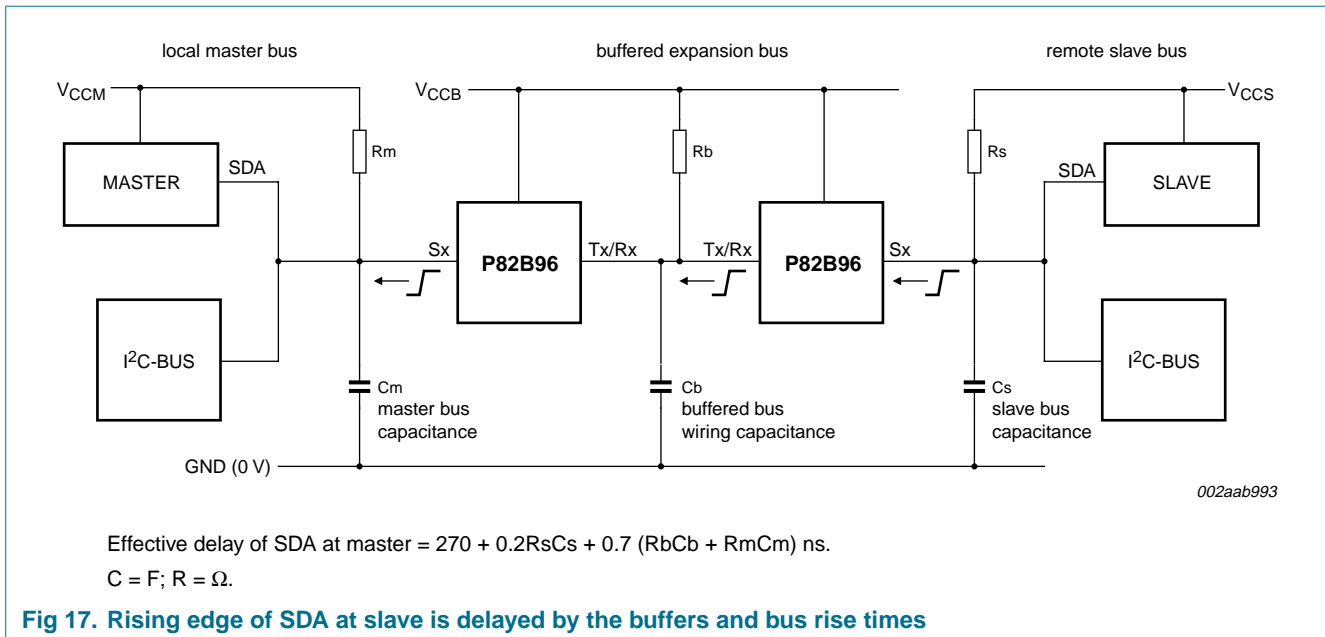 local master bus
buffered expansion bus
remote slave bus
VCCM
VCCB
VCCS
Rm
Rb
Rs
MASTER
SDA
SDA
SLAVE
Sx
P82B96
Tx/Rx
Tx/Rx
P82B96
Sx
I2C-BUS
I2C-BUS
Cm
master bus
capacitance
Cb
buffered bus
wiring capacitance
Cs
slave bus
capacitance
GND (0 V)
002aab993
Effective delay of SDA at master = 270 + 0.2RsCs + 0.7 (RbCb + RmCm) ns.
C = F; R = Ω.
Fig 17. Rising edge of SDA at slave is delayed by the buffers and bus rise times